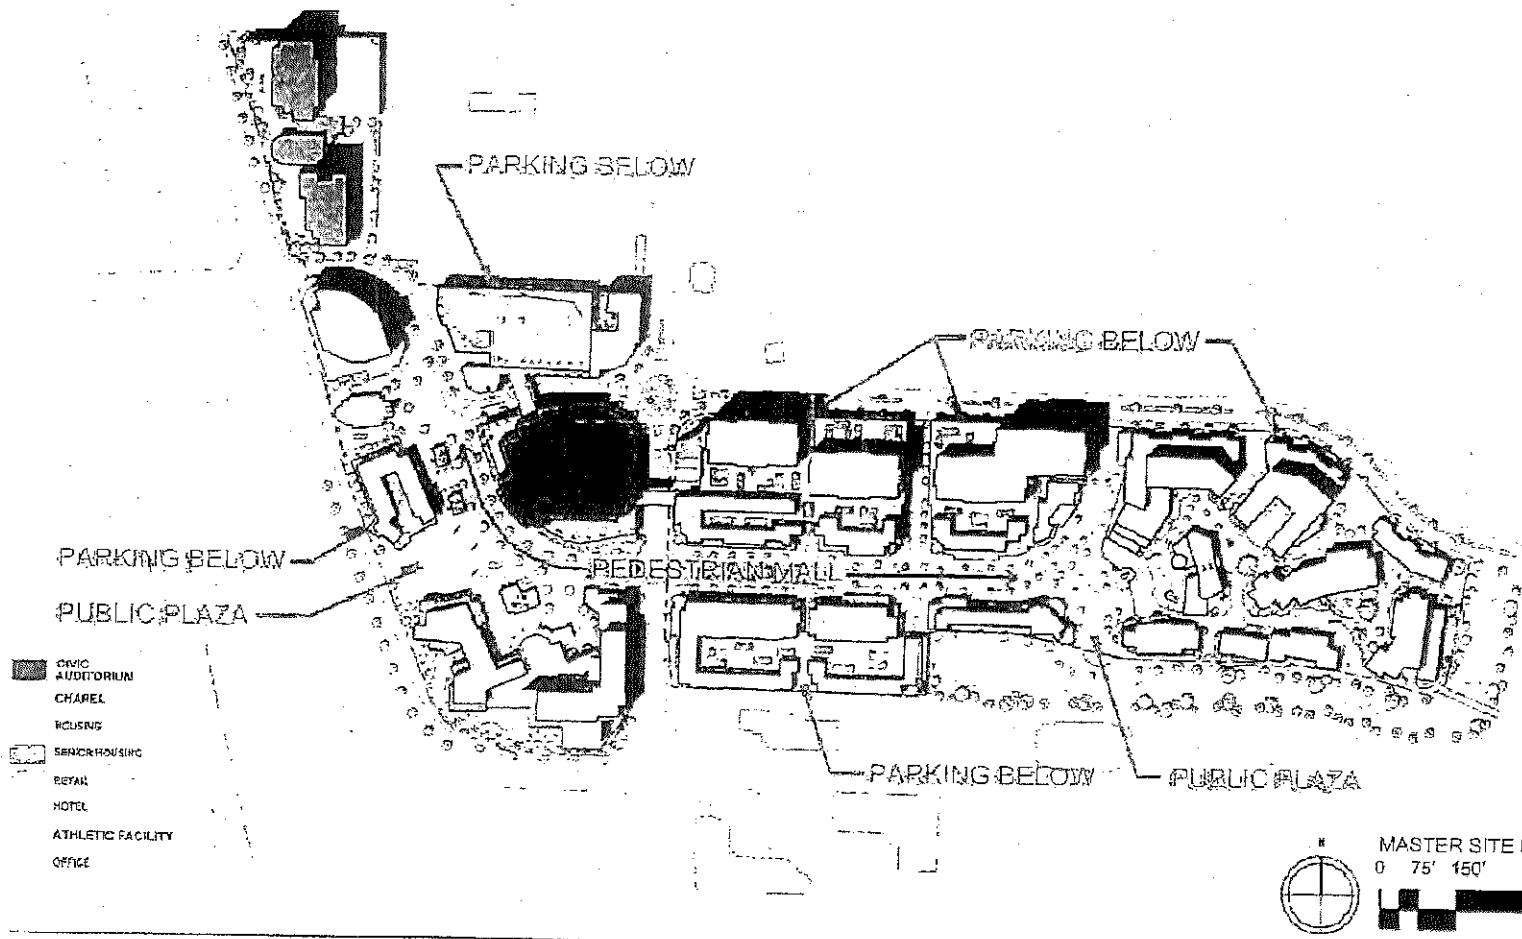 PARKING BELOW
PARKING BELOW
PARKING BELOW
PEDESTRIAN MALL
PUBLIC PLAZA
CIVIC
AUDITORIUM
CHAPEL
HOUSING
SENIOR HOUSING
RETAIL
HOTEL
ATHLETIC FACILITY
OFFICE
PARKING BELOW
PUBLIC PLAZA
N
MASTER SITE
0 75' 150'